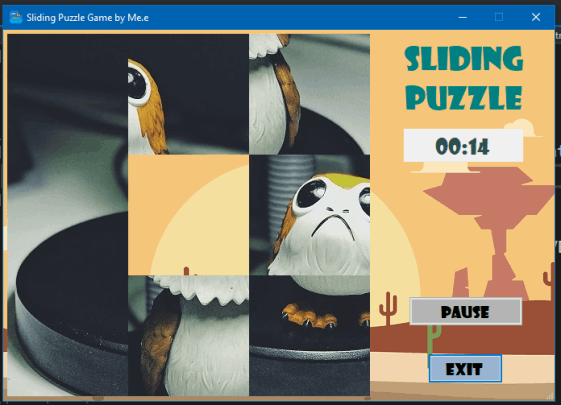 Sliding Puzzle Game by Me.e
SLIDING
PUZZLE
00:14
PAUSE
EXIT